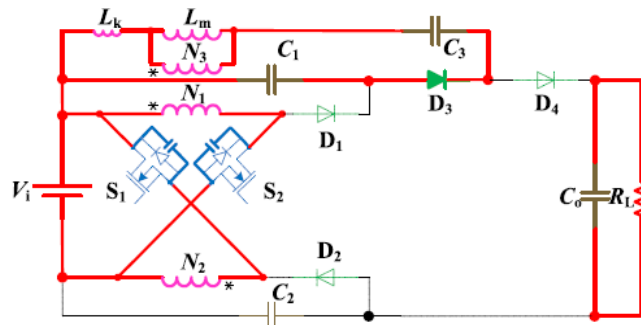 Lk Lm
N3 C3
* C1
* N1 D3 D4
D1
Vi S1 S2 Co RL
N2 D2
*
C2